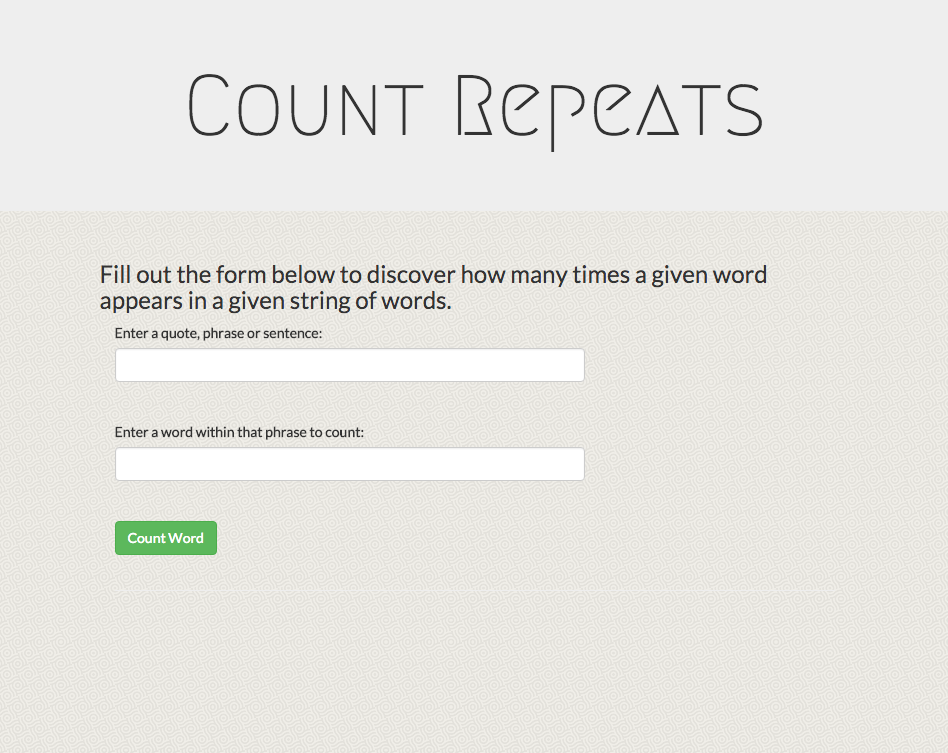 Count Repeats
Fill out the form below to discover how many times a given word
appears in a given string of words.
Enter a quote, phrase or sentence:
Enter a word within that phrase to count:
Count Word